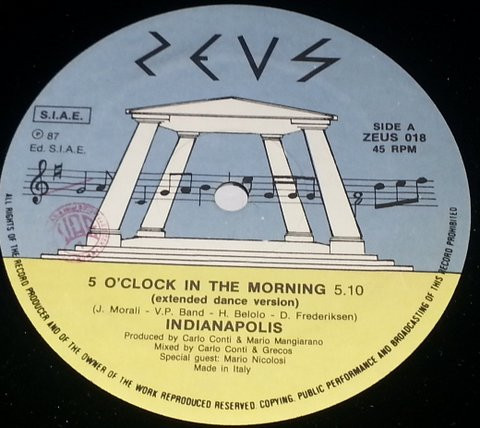 ZEUS
S.I.A.E.
Ⓟ 87
Ed. S.I.A.E.
SIDE A
ZEUS 018
45 RPM
5 O'CLOCK IN THE MORNING 5.10
(extended dance version)
(J. Morali - V.P. Band - H. Belolo - D. Frederiksen)
INDIANAPOLIS
Produced by Carlo Conti & Mario Mangiarano
Mixed by Carlo Conti & Grecos
Special guest: Mario Nicolosi
Made in Italy
ALL RIGHTS OF THE RECORD PRODUCER AND OF THE OWNER OF THE WORK REPRODUCED RESERVED. COPYING, PUBLIC PERFORMANCE AND BROADCASTING OF THIS RECORD PROHIBITED